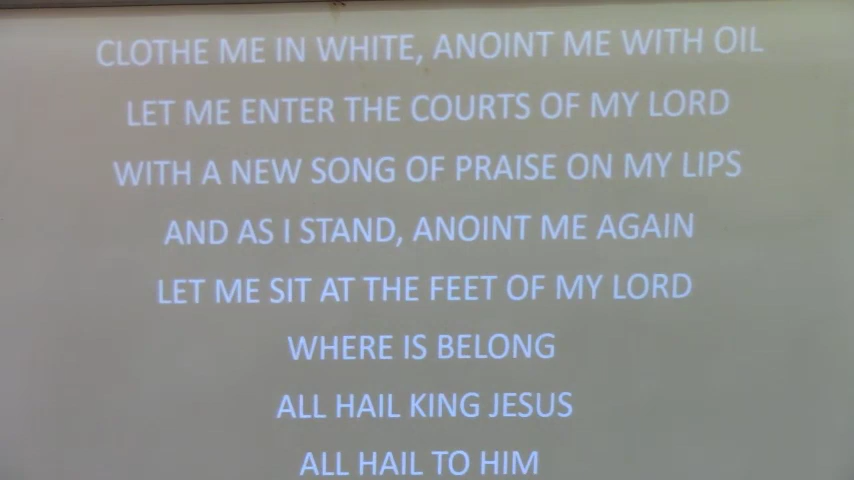 CLOTHE ME IN WHITE, ANOINT ME WITH OIL
LET ME ENTER THE COURTS OF MY LORD
WITH A NEW SONG OF PRAISE ON MY LIPS
AND AS I STAND, ANOINT ME AGAIN
LET ME SIT AT THE FEET OF MY LORD
WHERE IS BELONG
ALL HAIL KING JESUS
ALL HAIL TO HIM